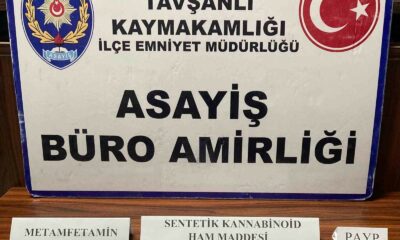 TAVŞANLI
KAYMAKAMLIĞI
İLÇE EMNİYET MÜDÜRLÜĞÜ
ASAYİŞ
BÜRO AMİRLİĞİ
METAMFETAMİN
SENTETİK KANNABİNOİD
HAM MADDESİ